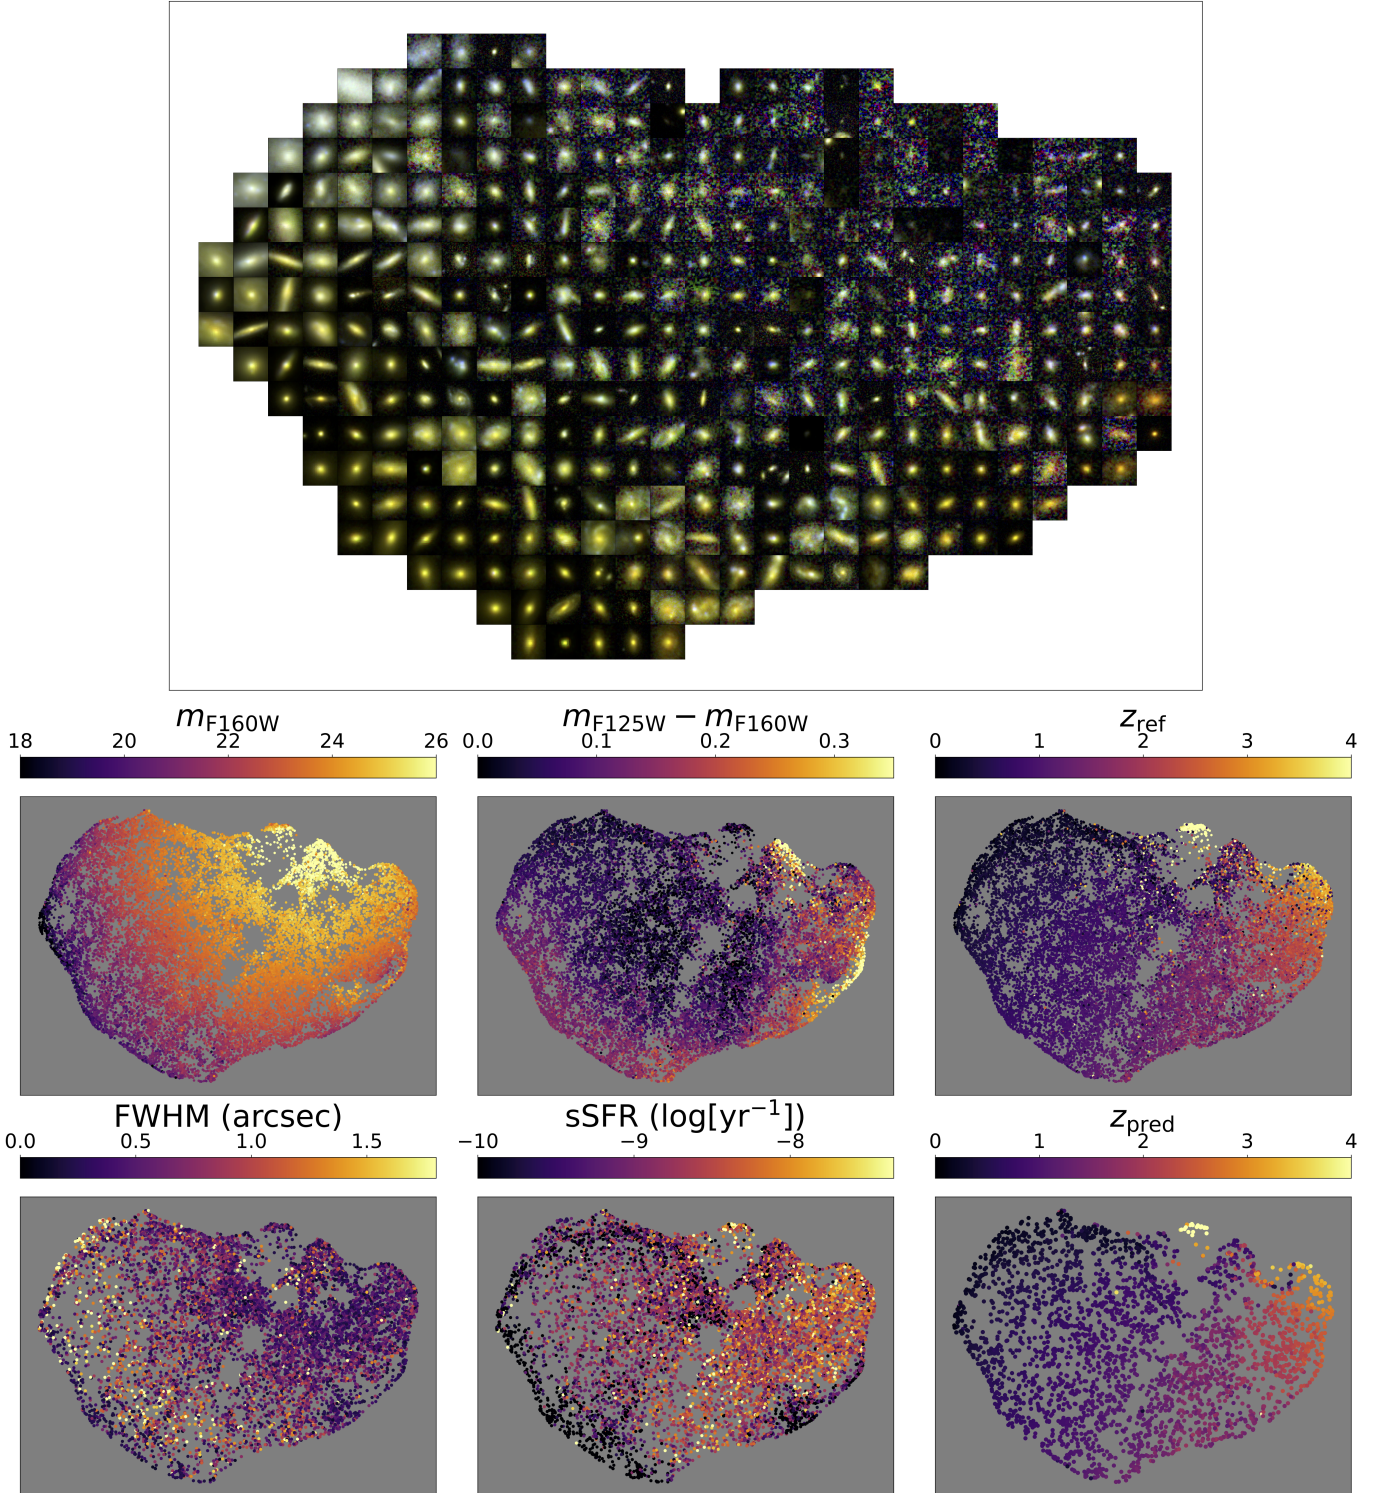 m_F160W
18 20 22 24 26
m_F125W − m_F160W
0.0 0.1 0.2 0.3
z_ref
0 1 2 3 4
FWHM (arcsec)
0.0 0.5 1.0 1.5
sSFR (log[yr⁻¹])
−10 −9 −8
z_pred
0 1 2 3 4